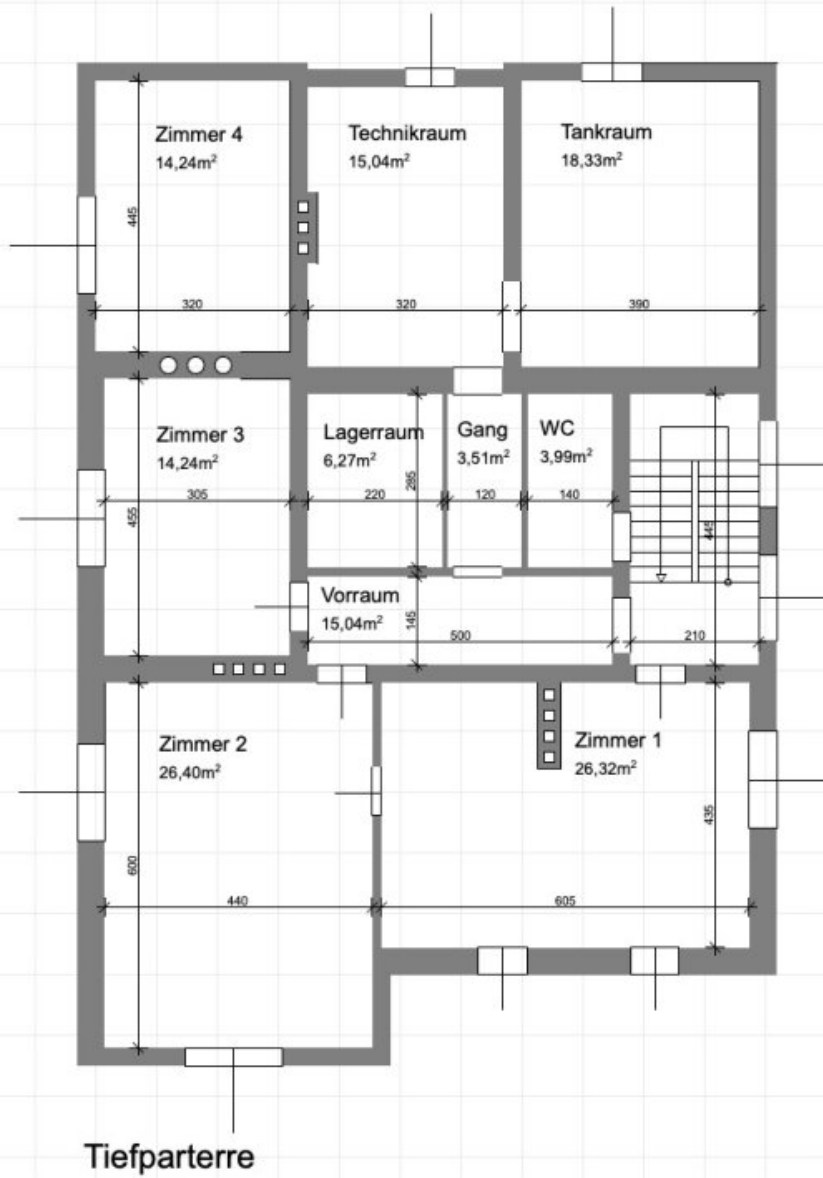 Zimmer 4
14,24m²
Technikraum
15,04m²
Tankraum
18,33m²
445
320
320
390
Zimmer 3
14,24m²
Lagerraum
6,27m²
Gang
3,51m²
WC
3,99m²
305
455
220
285
120
140
445
Vorraum
15,04m²
145
500
210
Zimmer 2
26,40m²
Zimmer 1
26,32m²
600
440
605
435
Tiefparterre